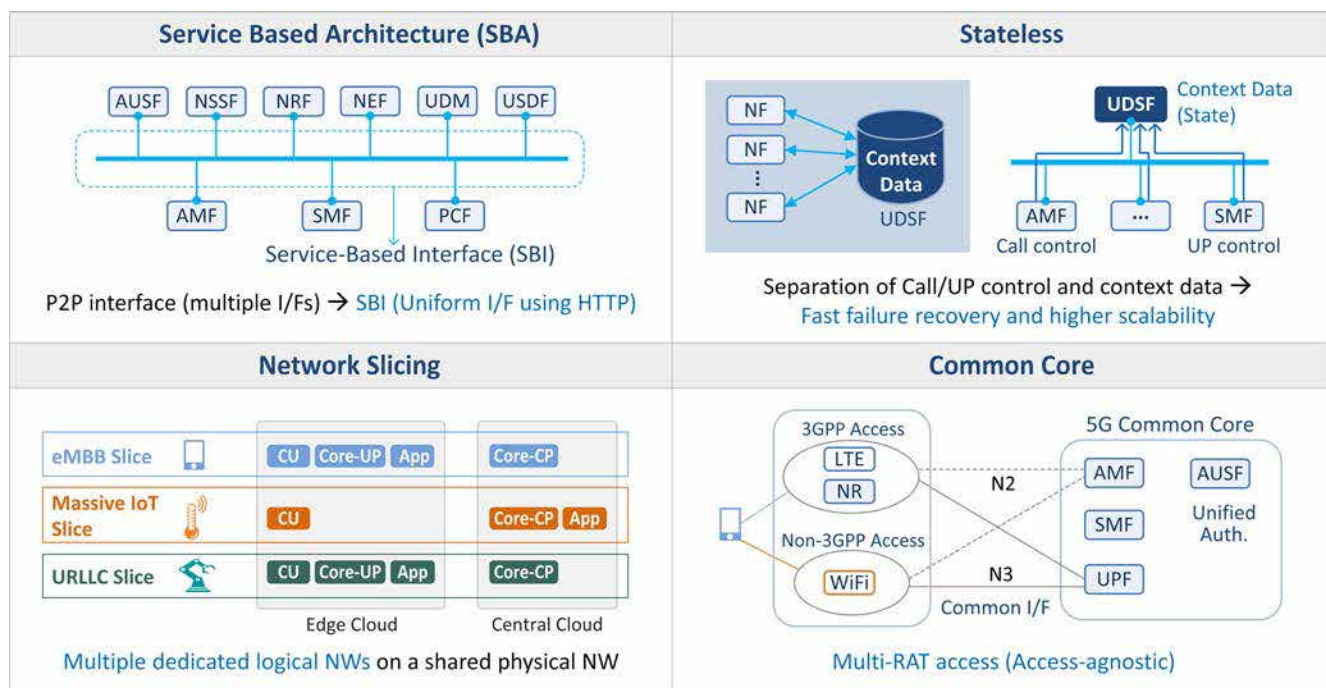 Service Based Architecture (SBA)
AUSF NSSF NRF NEF UDM USDF
AMF SMF PCF
Service-Based Interface (SBI)
P2P interface (multiple I/Fs) → SBI (Uniform I/F using HTTP)
Stateless
NF
NF
⋮
NF
Context
Data
UDSF
UDSF
Context Data
(State)
AMF ... SMF
Call control UP control
Separation of Call/UP control and context data →
Fast failure recovery and higher scalability
Network Slicing
eMBB Slice CU Core-UP App Core-CP
Massive IoT
Slice
CU Core-CP App
URLLC Slice CU Core-UP App Core-CP
Edge Cloud Central Cloud
Multiple dedicated logical NWs on a shared physical NW
Common Core
3GPP Access
LTE
NR
Non-3GPP Access
WiFi
N2
N3
Common I/F
5G Common Core
AMF AUSF
SMF
Unified
Auth.
UPF
Multi-RAT access (Access-agnostic)